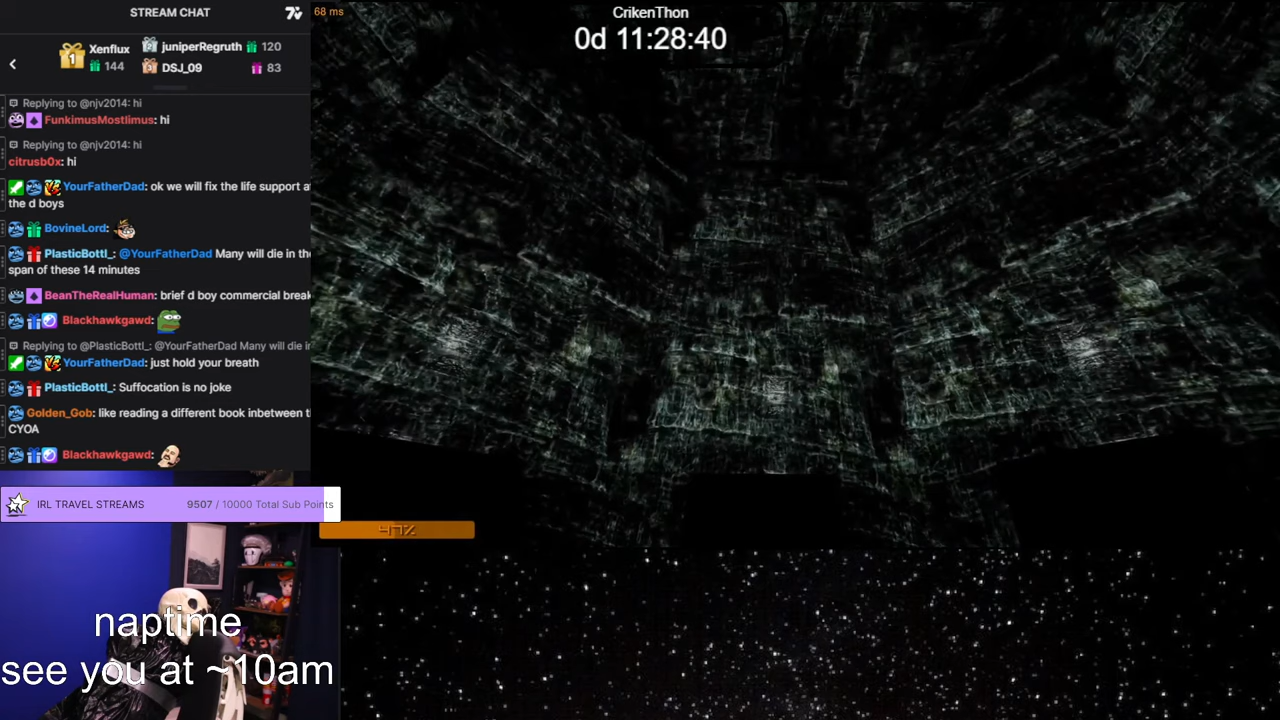 STREAM CHAT
68 ms
CrikenThon
0d 11:28:40
Xenflux
144
juniperRegruth 120
DSJ_09 83
Replying to @njv2014: hi
FunkimusMostlimus: hi
Replying to @njv2014: hi
citrusb0x: hi
YourFatherDad: ok we will fix the life support at
the d boys
BovineLord:
PlasticBottl_: @YourFatherDad Many will die in the
span of these 14 minutes
BeanTheRealHuman: brief d boy commercial break
Blackhawkgawd:
Replying to @PlasticBottl_: @YourFatherDad Many will die in
YourFatherDad: just hold your breath
PlasticBottl_: Suffocation is no joke
Golden_Gob: like reading a different book inbetween
CYOA
Blackhawkgawd:
IRL TRAVEL STREAMS 9507 / 10000 Total Sub Points
47%
naptime
see you at ~10am